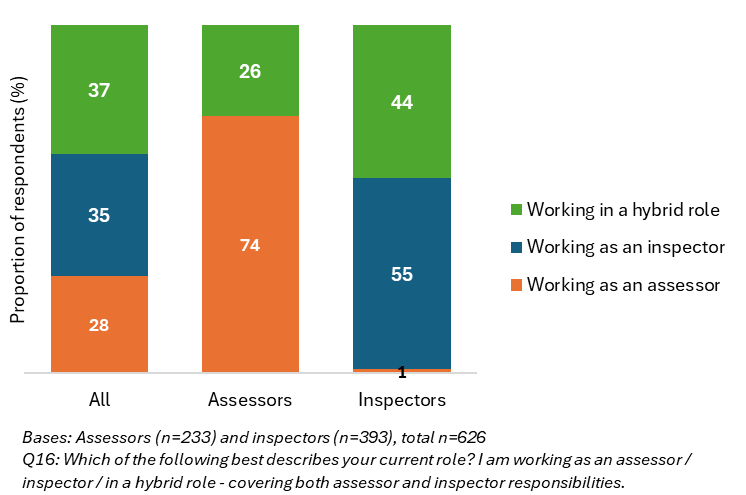 Proportion of respondents (%)
37
35
28
26
74
44
55
1
All
Assessors
Inspectors
Working in a hybrid role
Working as an inspector
Working as an assessor
Bases: Assessors (n=233) and inspectors (n=393), total n=626
Q16: Which of the following best describes your current role? I am working as an assessor /
inspector / in a hybrid role - covering both assessor and inspector responsibilities.